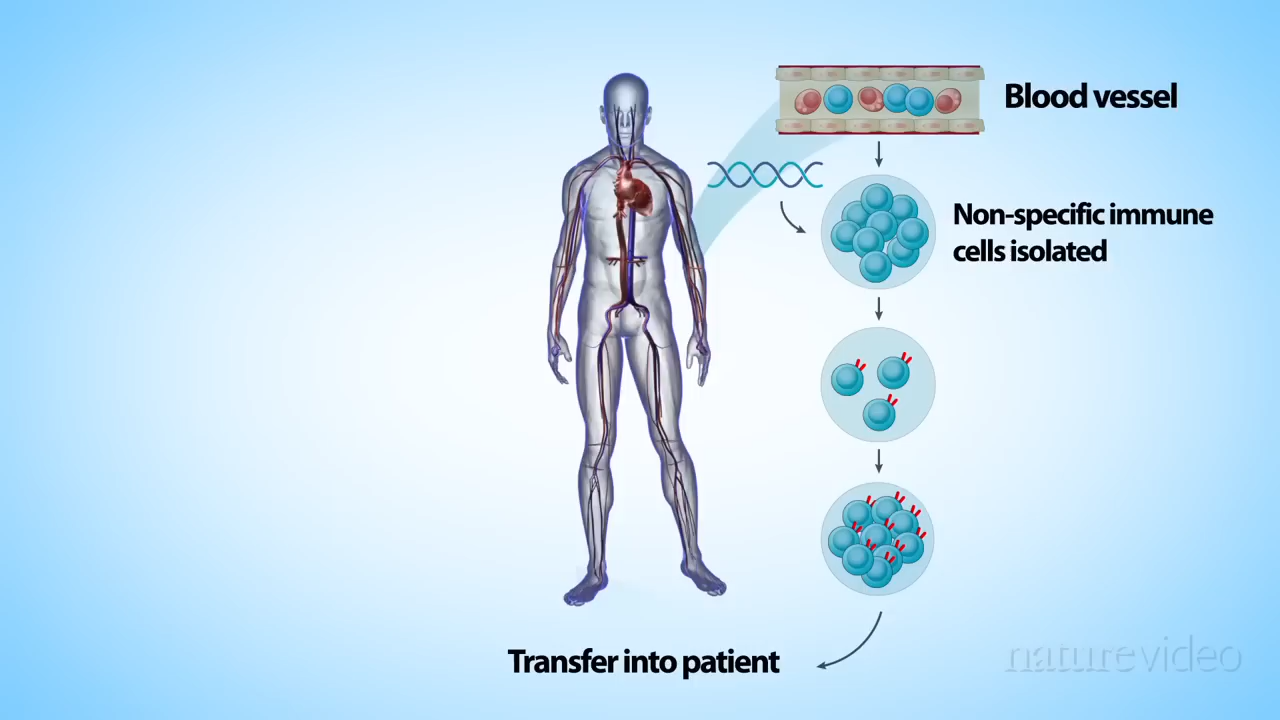 Blood vessel
Non-specific immune
cells isolated
Transfer into patient
naturevideo